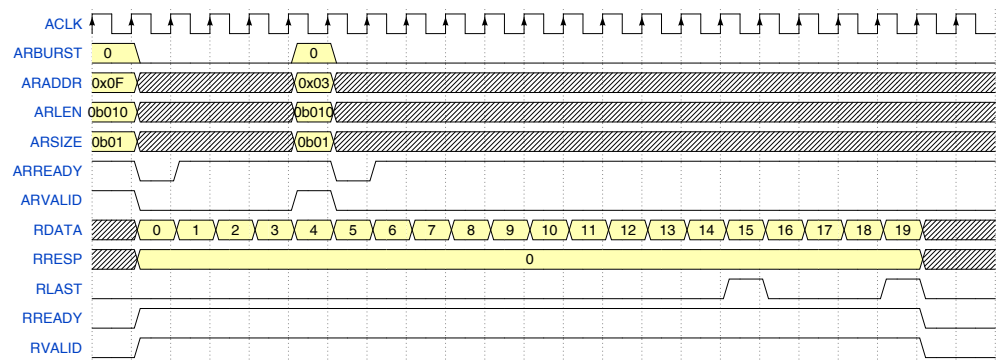 ACLK
ARBURST 0 0
ARADDR 0x0F 0x03
ARLEN 0b010 0b010
ARSIZE 0b01 0b01
ARREADY
ARVALID
RDATA 0 1 2 3 4 5 6 7 8 9 10 11 12 13 14 15 16 17 18 19
RRESP 0
RLAST
RREADY
RVALID